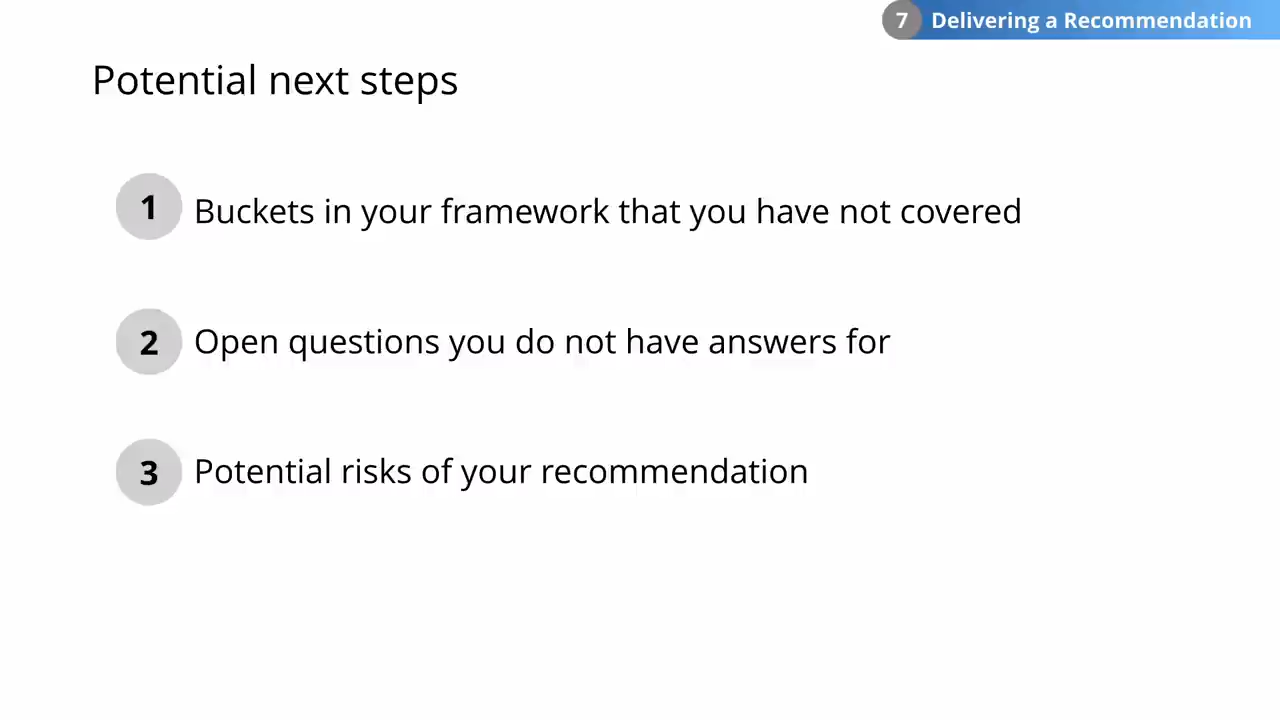 7 Delivering a Recommendation
Potential next steps
1 Buckets in your framework that you have not covered
2 Open questions you do not have answers for
3 Potential risks of your recommendation